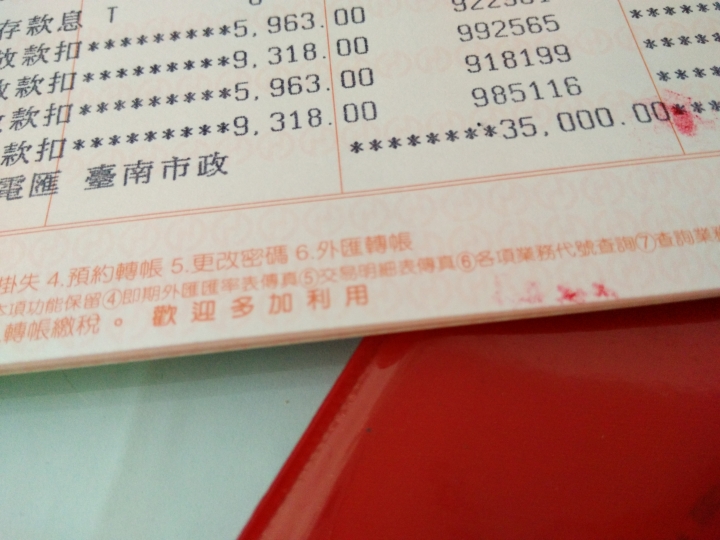 存款息 T
放款扣*********5,963.00
放款扣*********9,318.00 992565
放款扣*********5,963.00 918199
款扣*********9,318.00 985116
電匯 臺南市政 ********35,000.00
掛失 4.預約轉帳 5.更改密碼 6.外匯轉帳
本項功能保留④即期外匯匯率表傳真⑤交易明細表傳真⑥各項業務代號查詢⑦查詢業務
轉帳繳稅。 歡迎多加利用